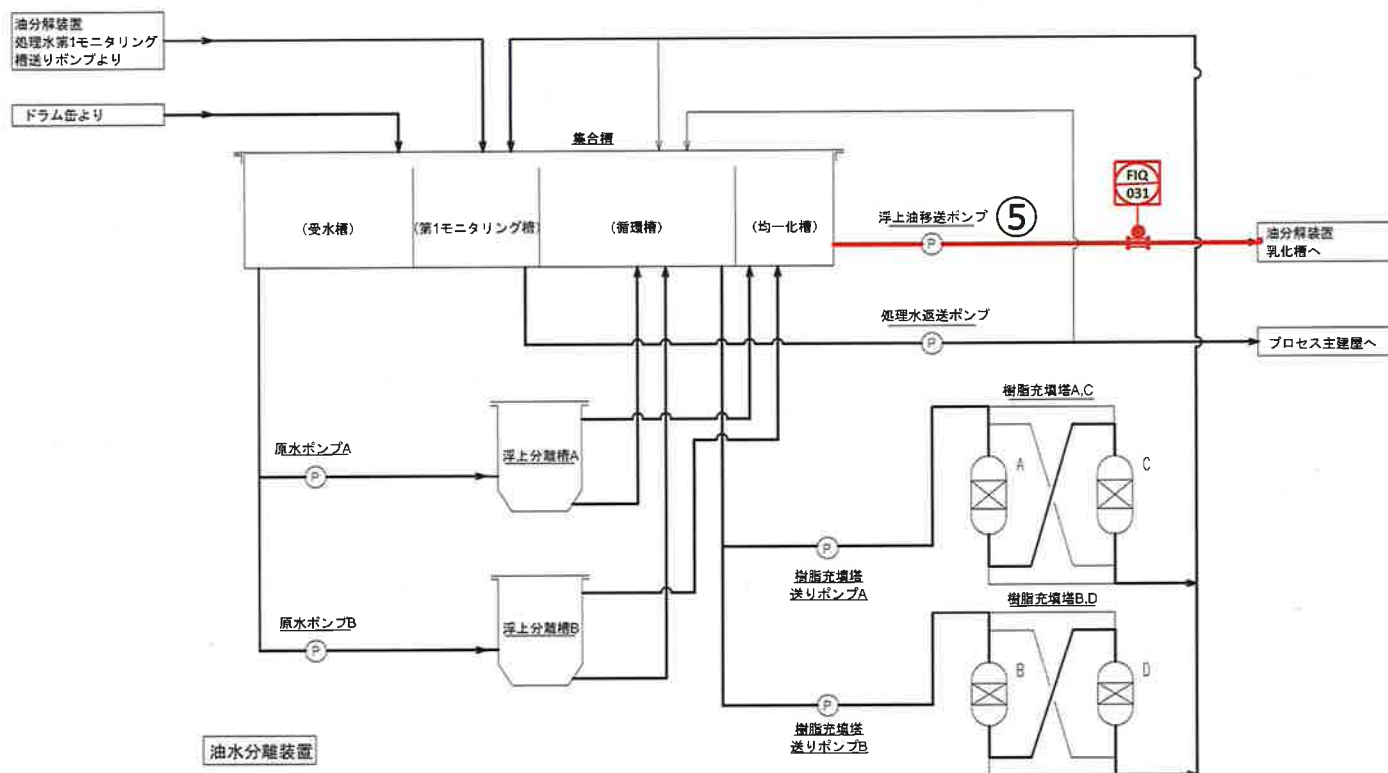 油分解装置
処理水第1モニタリング
槽送りポンプより
ドラム缶より
集合槽
(受水槽)
(第1モニタリング槽)
(循環槽)
(均一化槽)
浮上油移送ポンプ
⑤
FIQ
031
油分解装置
乳化槽へ
処理水返送ポンプ
プロセス主建屋へ
樹脂充填塔A,C
原水ポンプA
浮上分離槽A
A
C
樹脂充填塔
送りポンプA
樹脂充填塔B,D
原水ポンプB
浮上分離槽B
B
D
樹脂充填塔
送りポンプB
油水分離装置
P
P
P
P
P
P